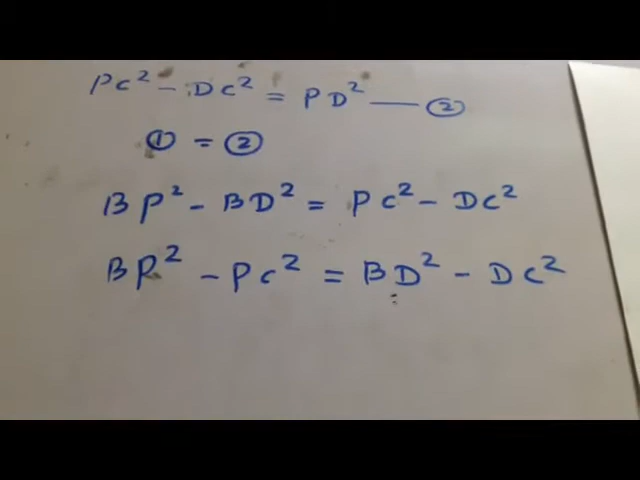 PC² - DC² = PD² — ②
① = ②
BP² - BD² = PC² - DC²
BP² - PC² = BD² - DC²